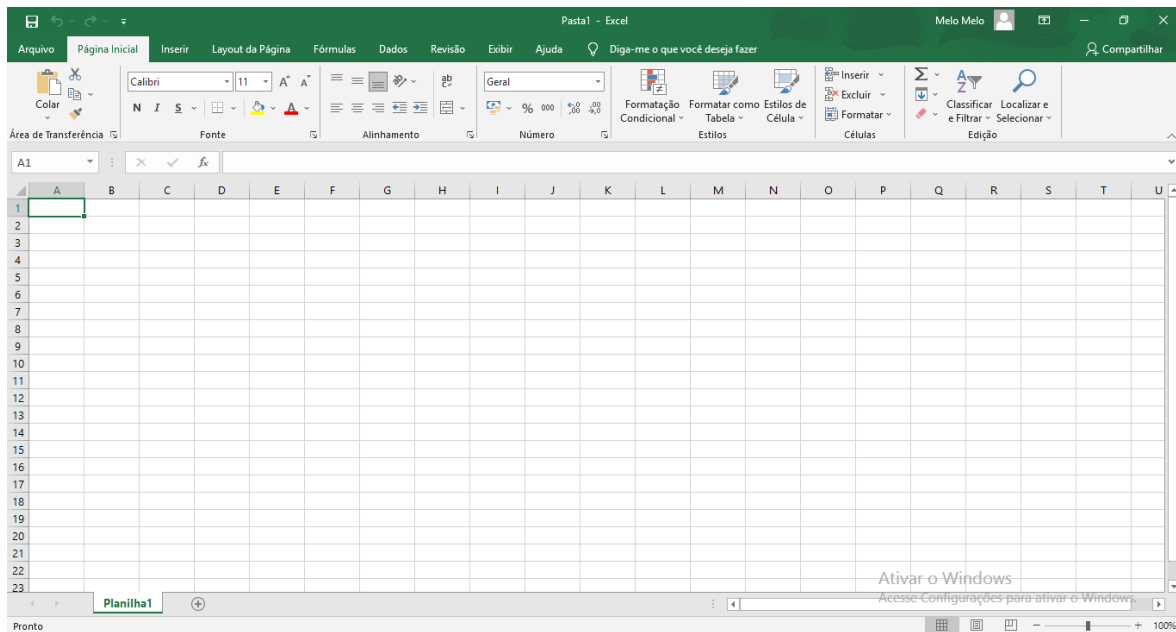 Pasta1 - Excel
Melo Melo
Arquivo Página Inicial Inserir Layout da Página Fórmulas Dados Revisão Exibir Ajuda Diga-me o que você deseja fazer Compartilhar
Colar
Área de Transferência
Calibri 11
N I S A
Fonte
ab
Alinhamento
Geral
% 000
Número
Formatação Condicional
Formatar como Tabela
Estilos de Célula
Estilos
Inserir
Excluir
Formatar
Células
Classificar e Filtrar
Localizar e Selecionar
Edição
A1 fx
A B C D E F G H I J K L M N O P Q R S T U
1
2
3
4
5
6
7
8
9
10
11
12
13
14
15
16
17
18
19
20
21
22
23
Ativar o Windows
Acesse Configurações para ativar o Windows.
Planilha1
Pronto
100%